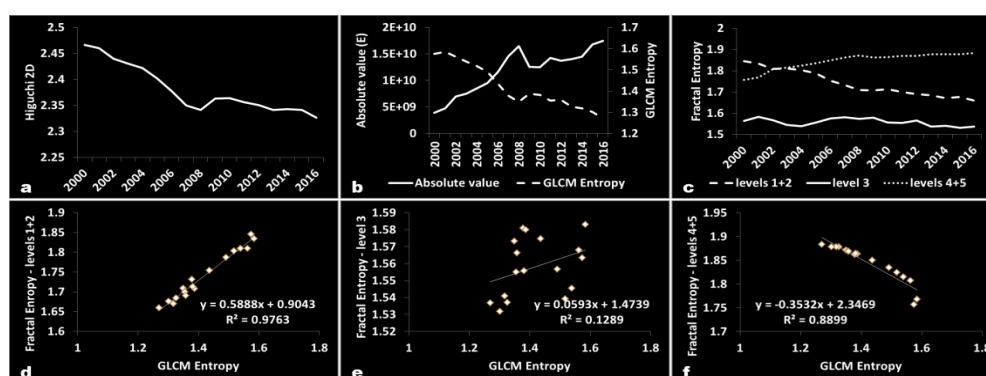 2.5
2.45
2.4
2.35
2.3
2.25
Higuchi 2D
2000
2002
2004
2006
2008
2010
2012
2014
2016
a
2E+10
1.5E+10
1E+10
5E+09
0
Absolute value (E)
1.7
1.6
1.5
1.4
1.3
1.2
GLCM Entropy
2000
2002
2004
2006
2008
2010
2012
2014
2016
Absolute value
GLCM Entropy
b
2
1.9
1.8
1.7
1.6
1.5
Fractal Entropy
2000
2002
2004
2006
2008
2010
2012
2014
2016
levels 1+2
level 3
levels 4+5
c
1.9
1.85
1.8
1.75
1.7
1.65
1.6
Fractal Enropy - levels 1+2
y = 0.5888x + 0.9043
R² = 0.9763
1 1.2 1.4 1.6 1.8
GLCM Entropy
d
1.59
1.58
1.57
1.56
1.55
1.54
1.53
1.52
Fractal Entropy - level 3
y = 0.0593x + 1.4739
R² = 0.1289
1 1.2 1.4 1.6 1.8
GLCM Entropy
e
1.95
1.9
1.85
1.8
1.75
1.7
Fractal Entropy - levels 4+5
y = -0.3532x + 2.3469
R² = 0.8899
1 1.2 1.4 1.6 1.8
GLCM Entropy
f